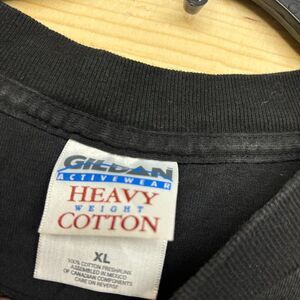 GILDAN
ACTIVEWEAR
HEAVY
WEIGHT
COTTON
XL
100% COTTON PRESHRUNK
ASSEMBLED IN MEXICO
OF CANADIAN COMPONENTS
CARE ON REVERSE